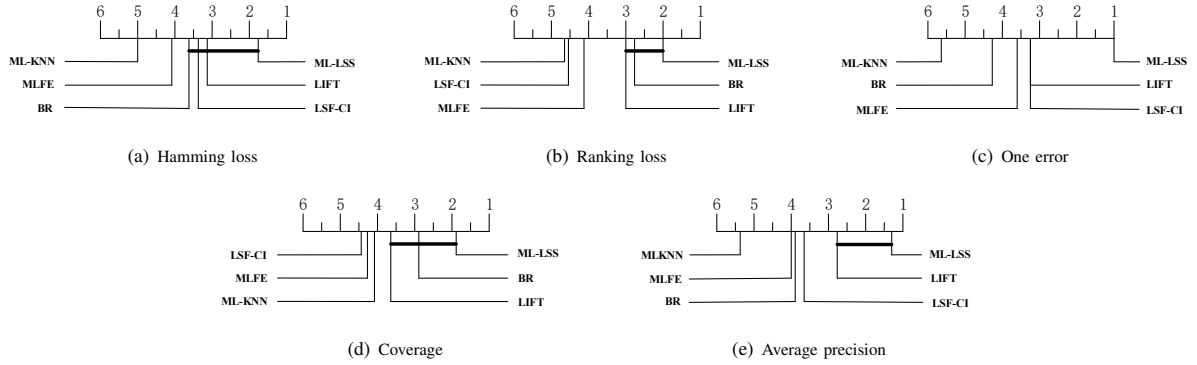 6 5 4 3 2 1
ML-KNN
MLFE
BR
ML-LSS
LIFT
LSF-CI
(a) Hamming loss
6 5 4 3 2 1
ML-KNN
LSF-CI
MLFE
ML-LSS
BR
LIFT
(b) Ranking loss
6 5 4 3 2 1
ML-KNN
BR
MLFE
ML-LSS
LIFT
LSF-CI
(c) One error
6 5 4 3 2 1
LSF-CI
MLFE
ML-KNN
ML-LSS
BR
LIFT
(d) Coverage
6 5 4 3 2 1
MLKNN
MLFE
BR
ML-LSS
LIFT
LSF-CI
(e) Average precision